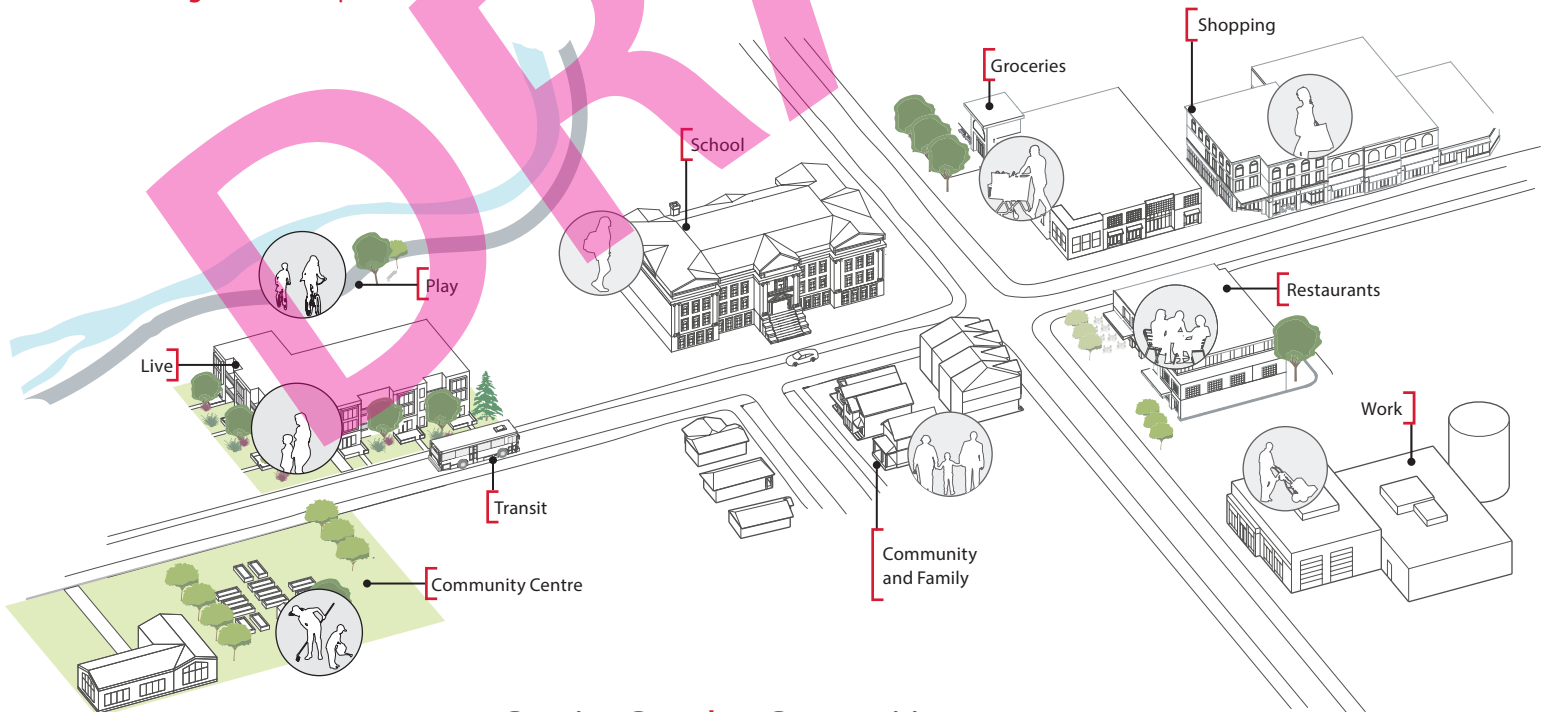 Shopping
Groceries
School
Play
Restaurants
Live
Work
Transit
Community
and Family
Community Centre